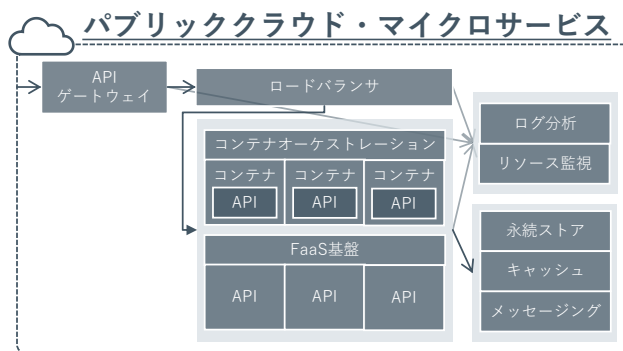 パブリッククラウド・マイクロサービス
API
ゲートウェイ
ロードバランサ
コンテナオーケストレーション
コンテナ コンテナ コンテナ
API API API
FaaS基盤
API API API
ログ分析
リソース監視
永続ストア
キャッシュ
メッセージング